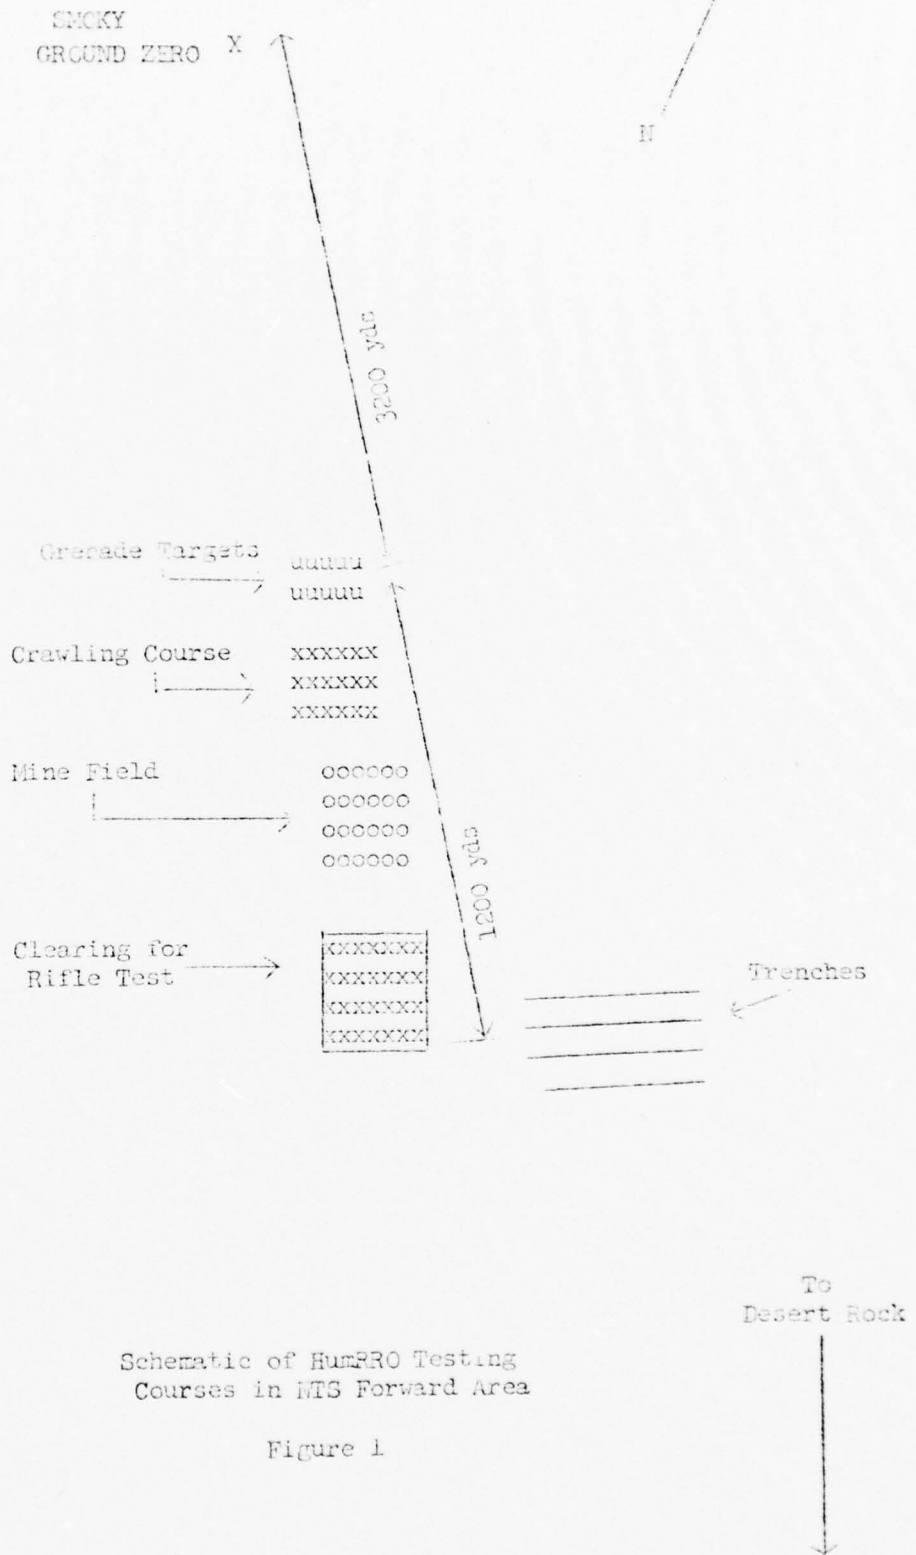 SMOKY
GROUND ZERO X
N
3200 yds
Grenade Targets
uuuuu
uuuuu
Crawling Course
xxxxxx
xxxxxx
xxxxxx
Mine Field
oooooo
oooooo
oooooo
oooooo
1200 yds
Clearing for
Rifle Test
xxxxxxx
xxxxxxx
xxxxxxx
xxxxxxx
Trenches
To
Desert Rock
Schematic of HumRRO Testing
Courses in NTS Forward Area
Figure 1